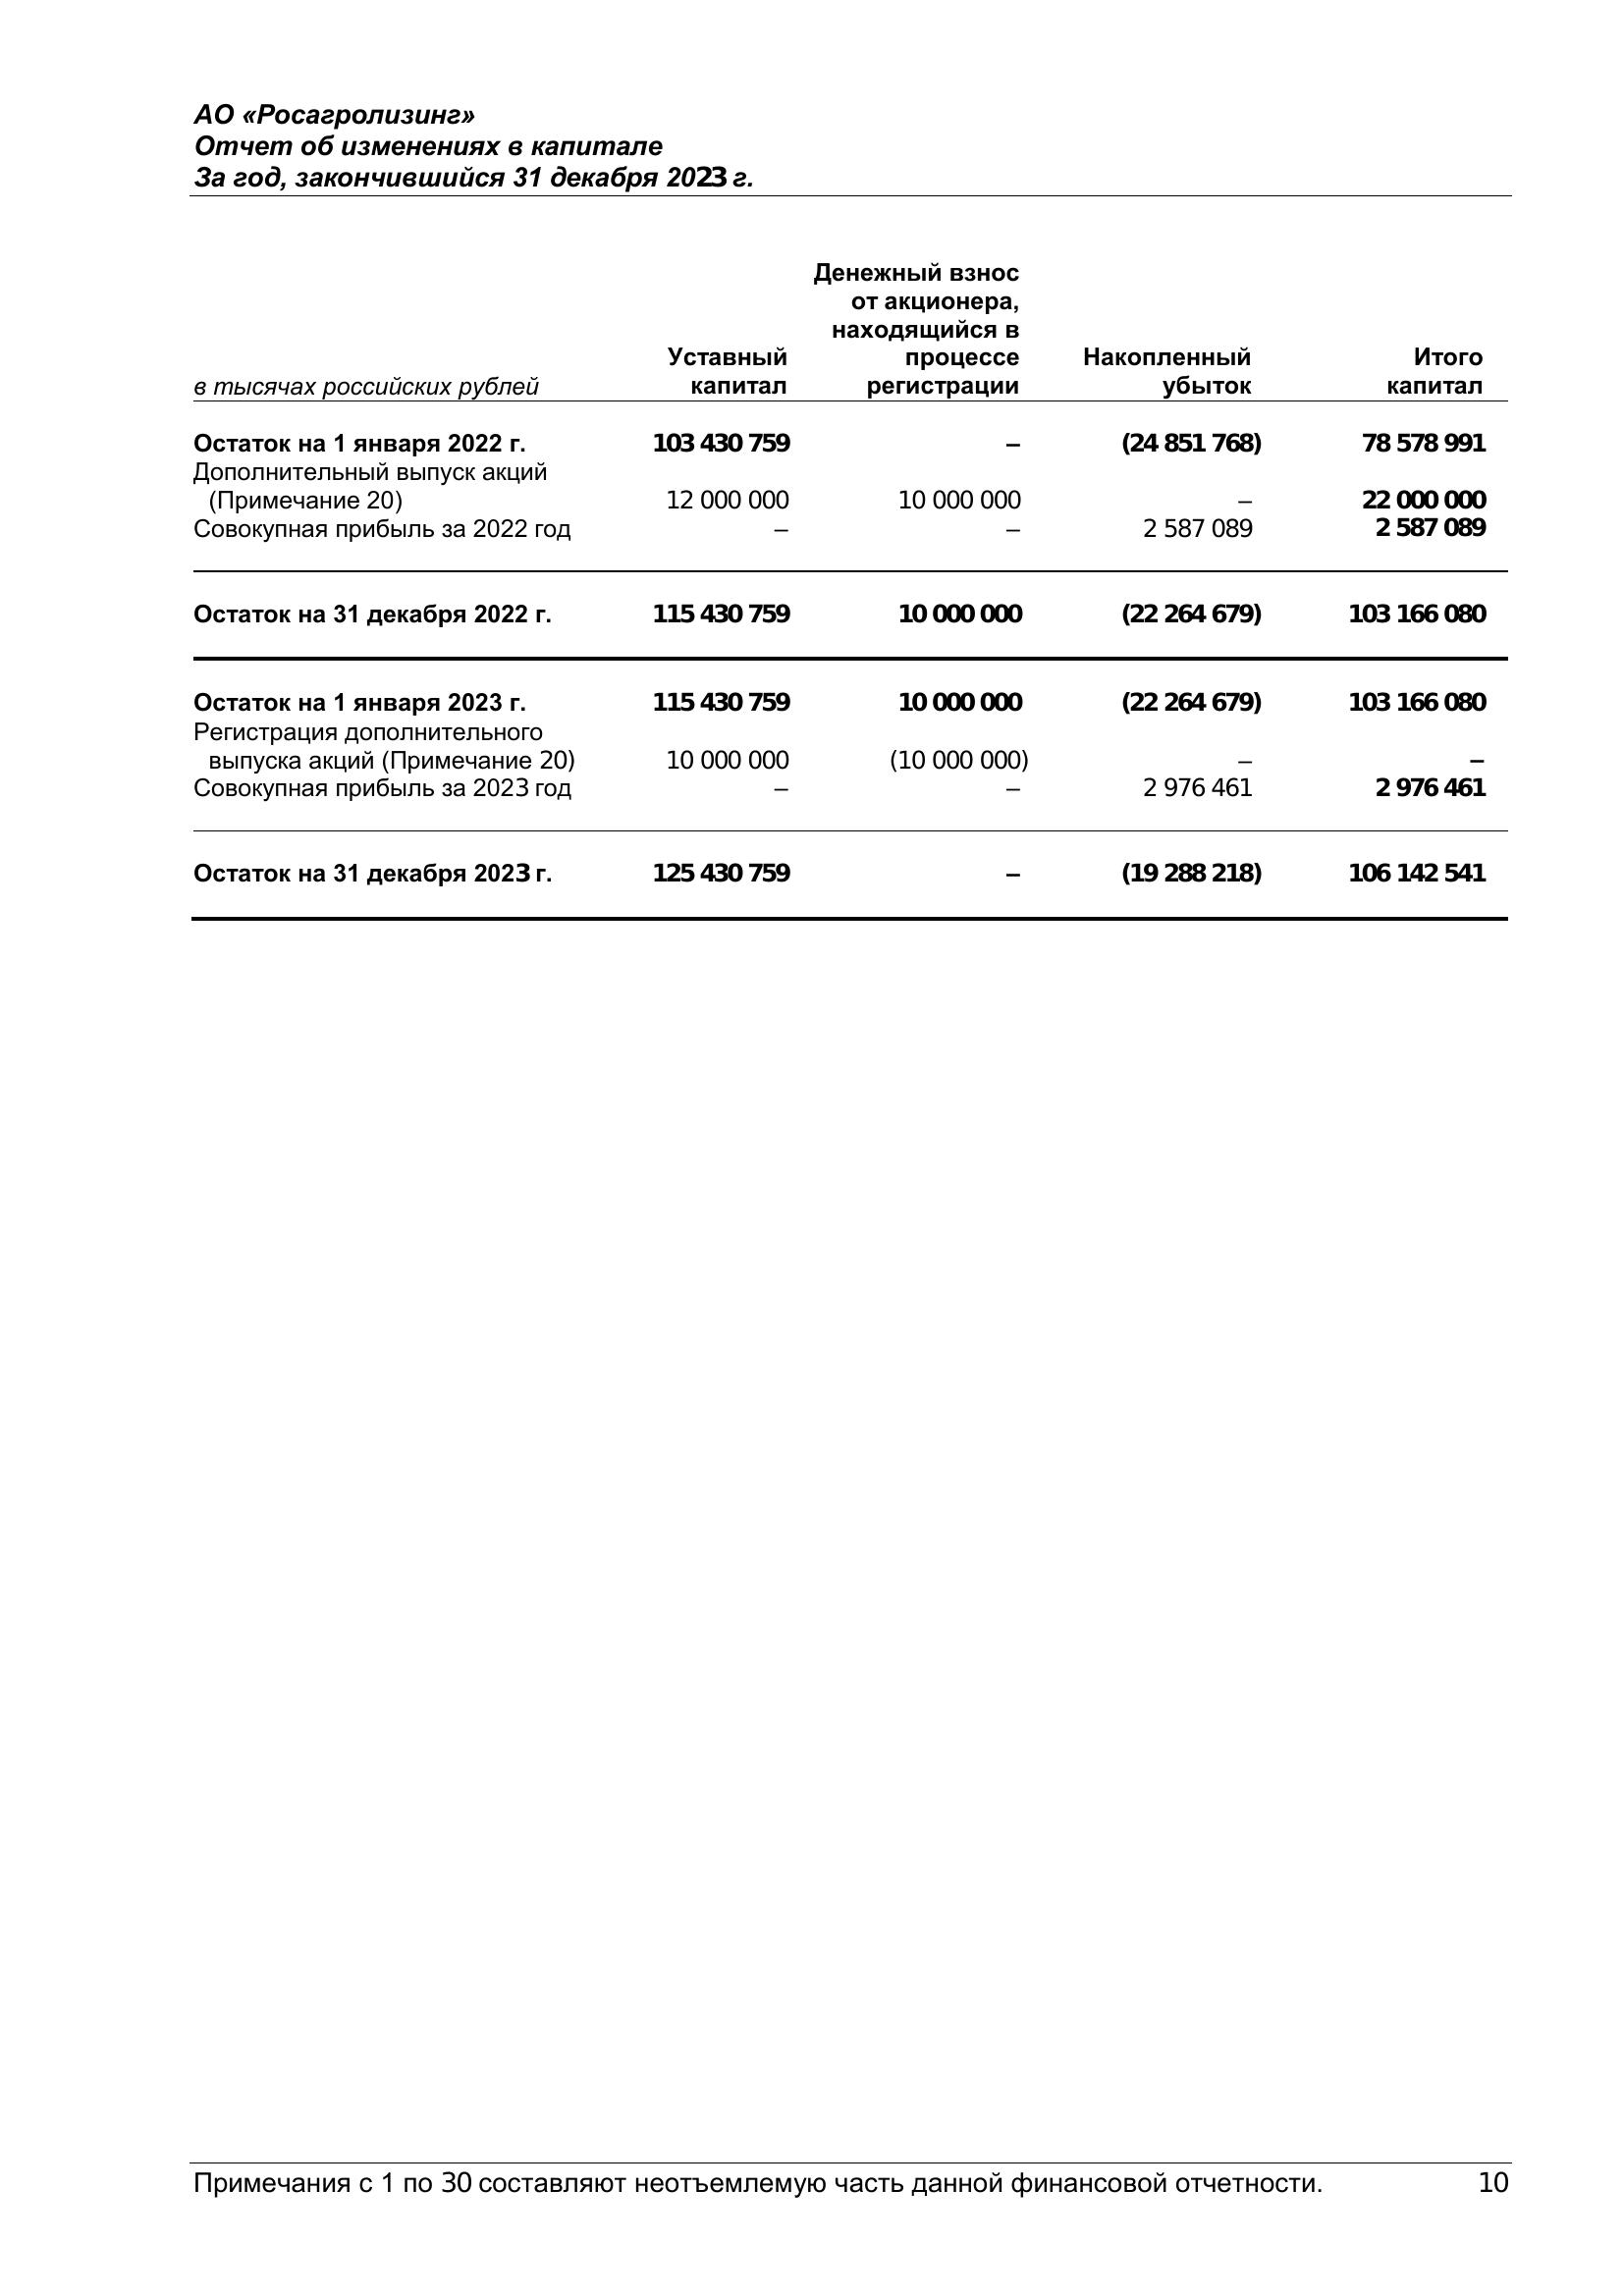 АО «Росагролизинг»
Отчет об изменениях в капитале
За год, закончившийся 31 декабря 2023 г.
в тысячах российских рублей Уставный капитал Денежный взнос от акционера, находящийся в процессе регистрации Накопленный убыток Итого капитал
Остаток на 1 января 2022 г. 103 430 759 – (24 851 768) 78 578 991
Дополнительный выпуск акций
(Примечание 20) 12 000 000 10 000 000 – 22 000 000
Совокупная прибыль за 2022 год – – 2 587 089 2 587 089
Остаток на 31 декабря 2022 г. 115 430 759 10 000 000 (22 264 679) 103 166 080
Остаток на 1 января 2023 г. 115 430 759 10 000 000 (22 264 679) 103 166 080
Регистрация дополнительного
выпуска акций (Примечание 20) 10 000 000 (10 000 000) – –
Совокупная прибыль за 2023 год – – 2 976 461 2 976 461
Остаток на 31 декабря 2023 г. 125 430 759 – (19 288 218) 106 142 541
Примечания с 1 по 30 составляют неотъемлемую часть данной финансовой отчетности. 10